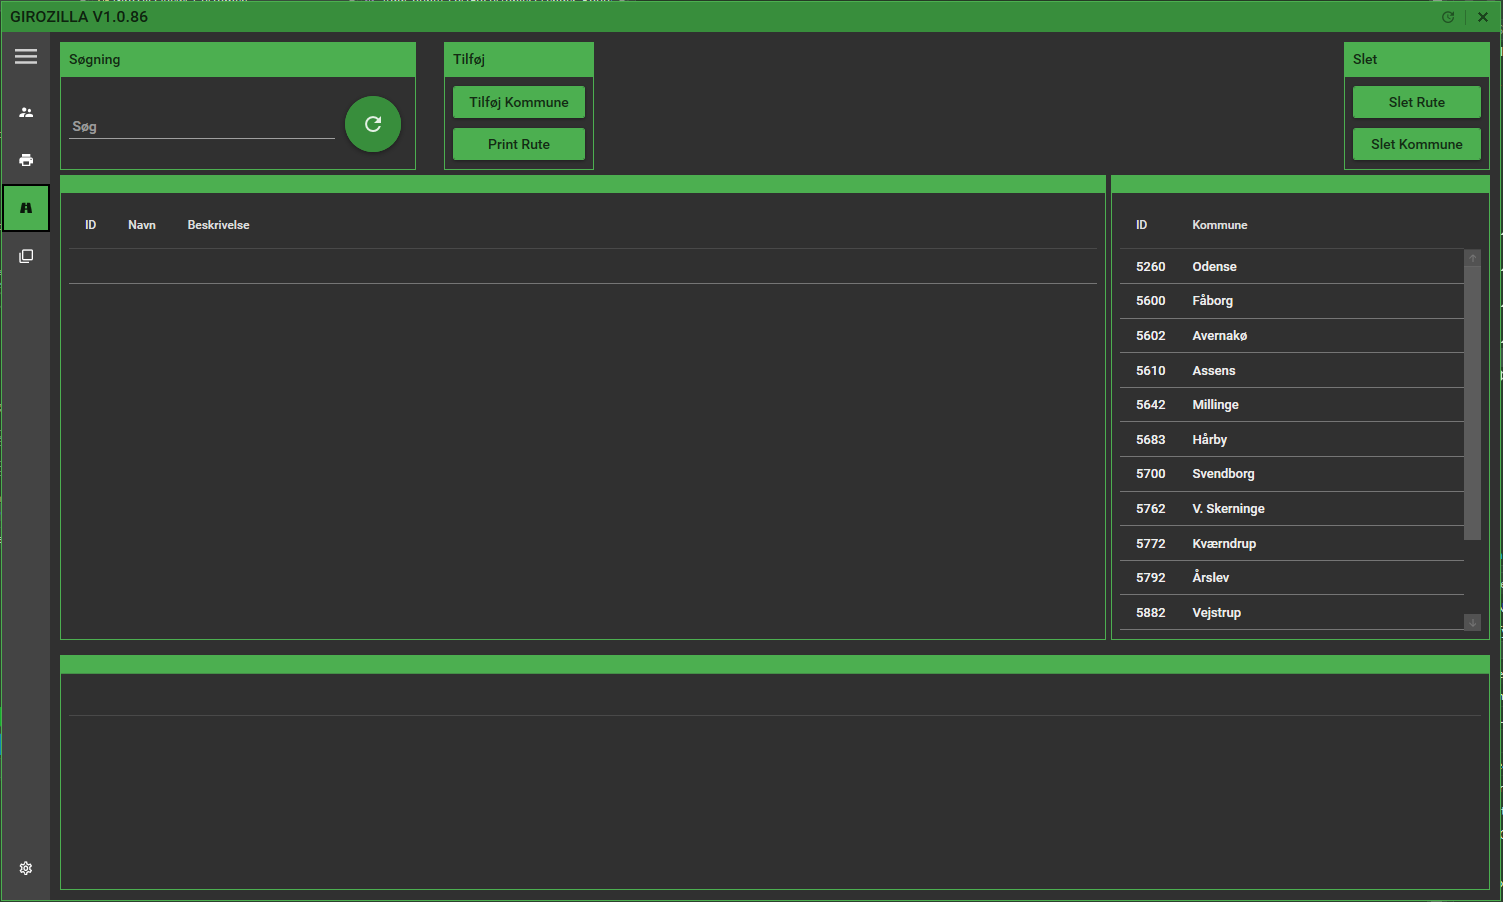 GIROZILLA V1.0.86
Søgning
Søg
Tilføj
Tilføj Kommune
Print Rute
Slet
Slet Rute
Slet Kommune
ID Navn Beskrivelse
ID Kommune
5260 Odense
5600 Fåborg
5602 Avernakø
5610 Assens
5642 Millinge
5683 Hårby
5700 Svendborg
5762 V. Skerninge
5772 Kværndrup
5792 Årslev
5882 Vejstrup